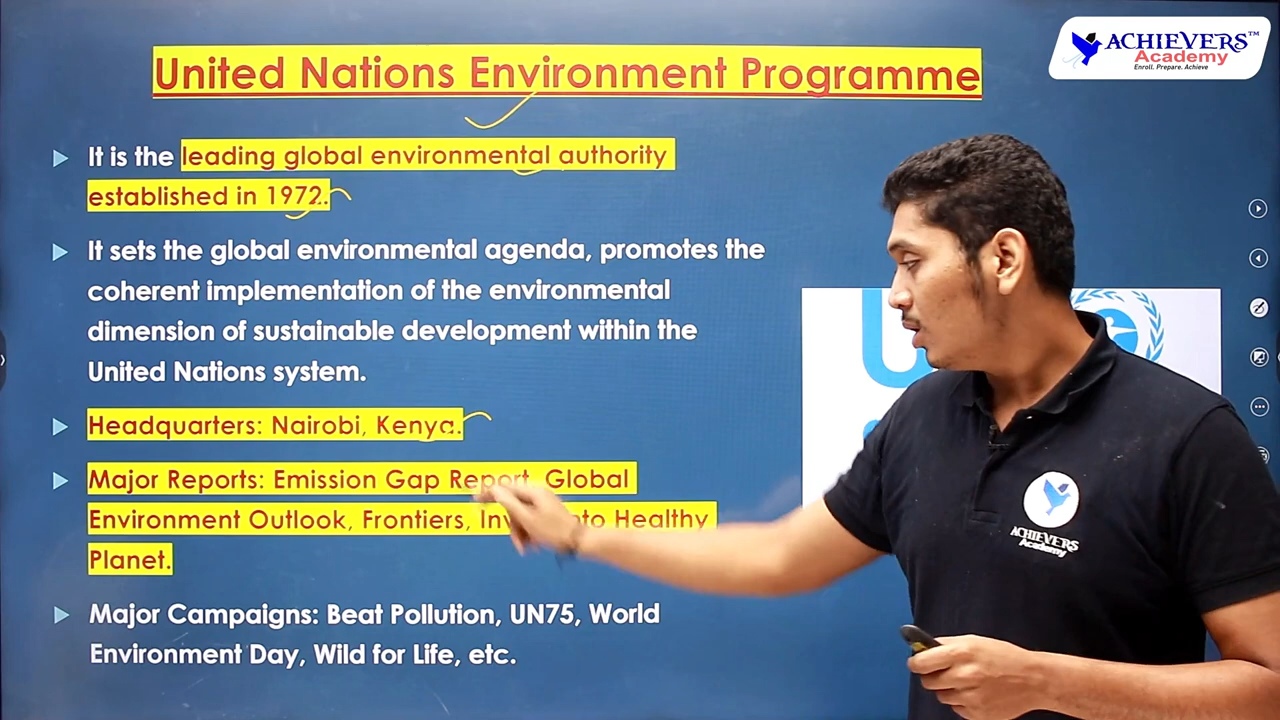 ACHIEVERS™
Academy
Enroll. Prepare. Achieve
United Nations Environment Programme
It is the leading global environmental authority
established in 1972.
It sets the global environmental agenda, promotes the
coherent implementation of the environmental
dimension of sustainable development within the
United Nations system.
Headquarters: Nairobi, Kenya.
Major Reports: Emission Gap Report, Global
Environment Outlook, Frontiers, Healthy
Planet.
Major Campaigns: Beat Pollution, UN75, World
Environment Day, Wild for Life, etc.
ACHIEVERS
Academy